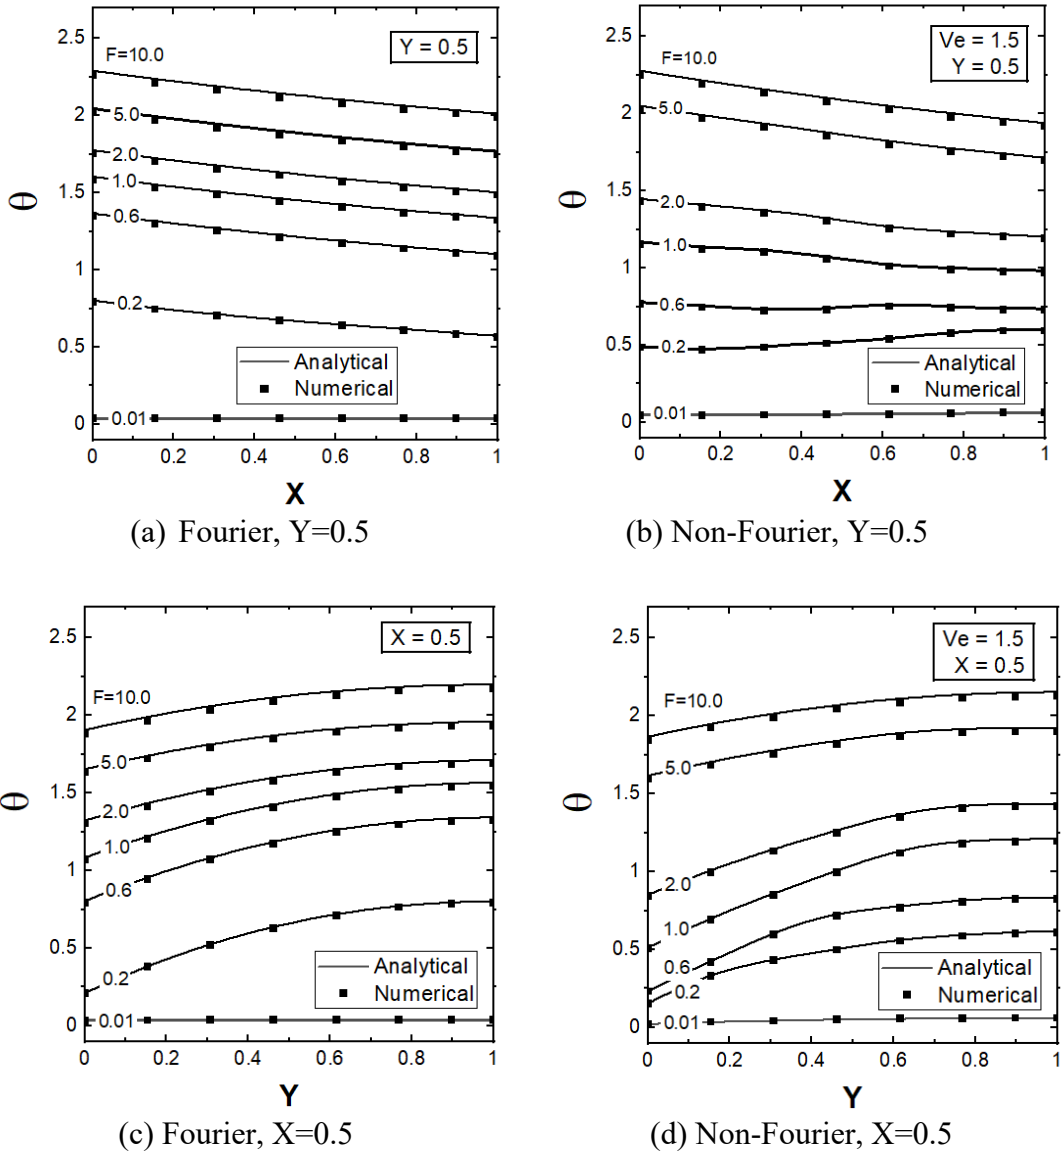 Y = 0.5
F=10.0
5.0
2.0
1.0
0.6
0.2
0.01
Analytical
Numerical
θ
2.5
2
1.5
1
0.5
0
0 0.2 0.4 0.6 0.8 1
X
(a) Fourier, Y=0.5
Ve = 1.5
Y = 0.5
F=10.0
5.0
2.0
1.0
0.6
0.2
0.01
Analytical
Numerical
θ
2.5
2
1.5
1
0.5
0
0 0.2 0.4 0.6 0.8 1
X
(b) Non-Fourier, Y=0.5
X = 0.5
F=10.0
5.0
2.0
1.0
0.6
0.2
0.01
Analytical
Numerical
θ
2.5
2
1.5
1
0.5
0
0 0.2 0.4 0.6 0.8 1
Y
(c) Fourier, X=0.5
Ve = 1.5
X = 0.5
F=10.0
5.0
2.0
1.0
0.6
0.2
0.01
Analytical
Numerical
θ
2.5
2
1.5
1
0.5
0
0 0.2 0.4 0.6 0.8 1
Y
(d) Non-Fourier, X=0.5